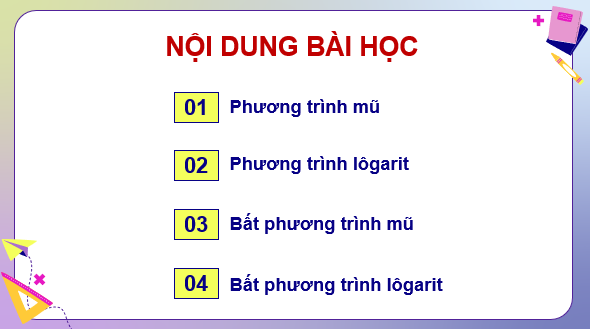 NỘI DUNG BÀI HỌC
01 Phương trình mũ
02 Phương trình lôgarit
03 Bất phương trình mũ
04 Bất phương trình lôgarit